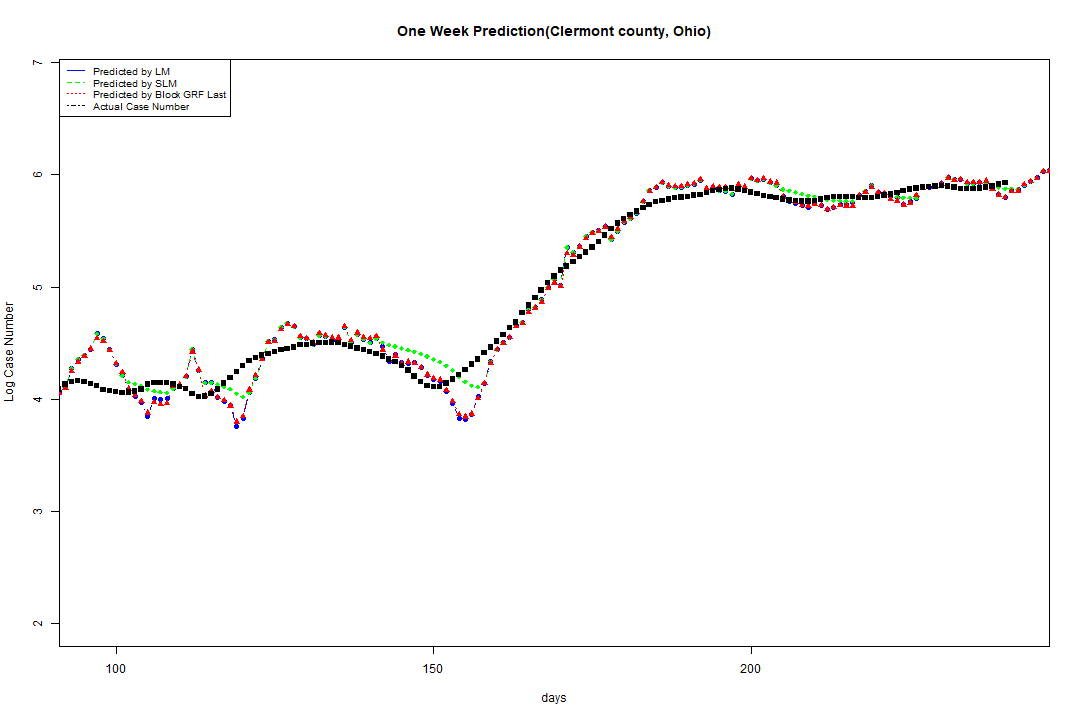 One Week Prediction(Clermont county, Ohio)
7
Predicted by LM
Predicted by SLM
Predicted by Block GRF Last
Actual Case Number
6
5
4
3
2
Log Case Number
100 150 200
days